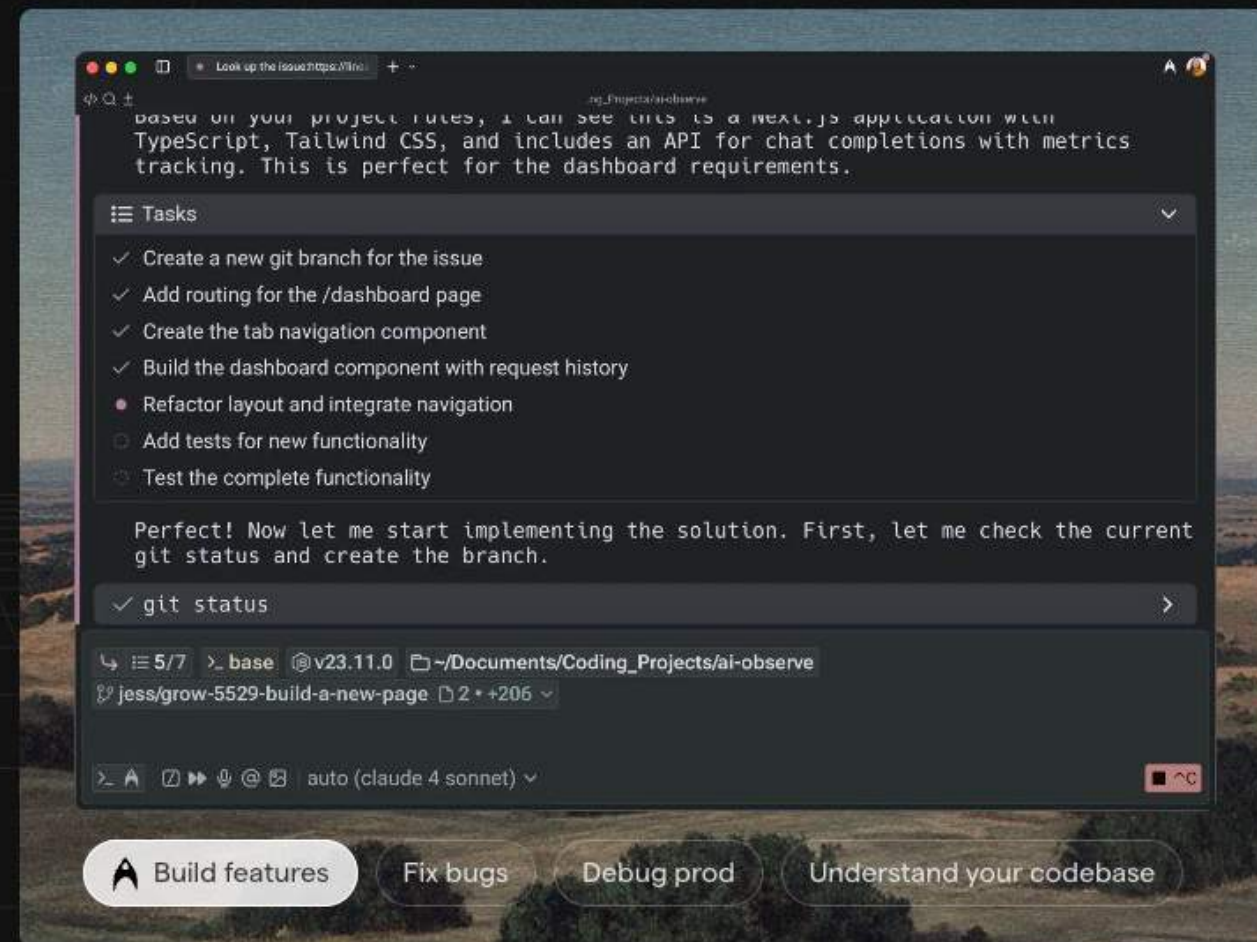 Look up the issue:https://line
.ng_Projects/ai-observe
Based on your project rules, I can see this is a Next.js application with
TypeScript, Tailwind CSS, and includes an API for chat completions with metrics
tracking. This is perfect for the dashboard requirements.
Tasks
Create a new git branch for the issue
Add routing for the /dashboard page
Create the tab navigation component
Build the dashboard component with request history
Refactor layout and integrate navigation
Add tests for new functionality
Test the complete functionality
Perfect! Now let me start implementing the solution. First, let me check the current
git status and create the branch.
git status
5/7 >_ base v23.11.0 ~/Documents/Coding_Projects/ai-observe
jess/grow-5529-build-a-new-page 2 • +206
>_ @ auto (claude 4 sonnet) ^C
Build features Fix bugs Debug prod Understand your codebase